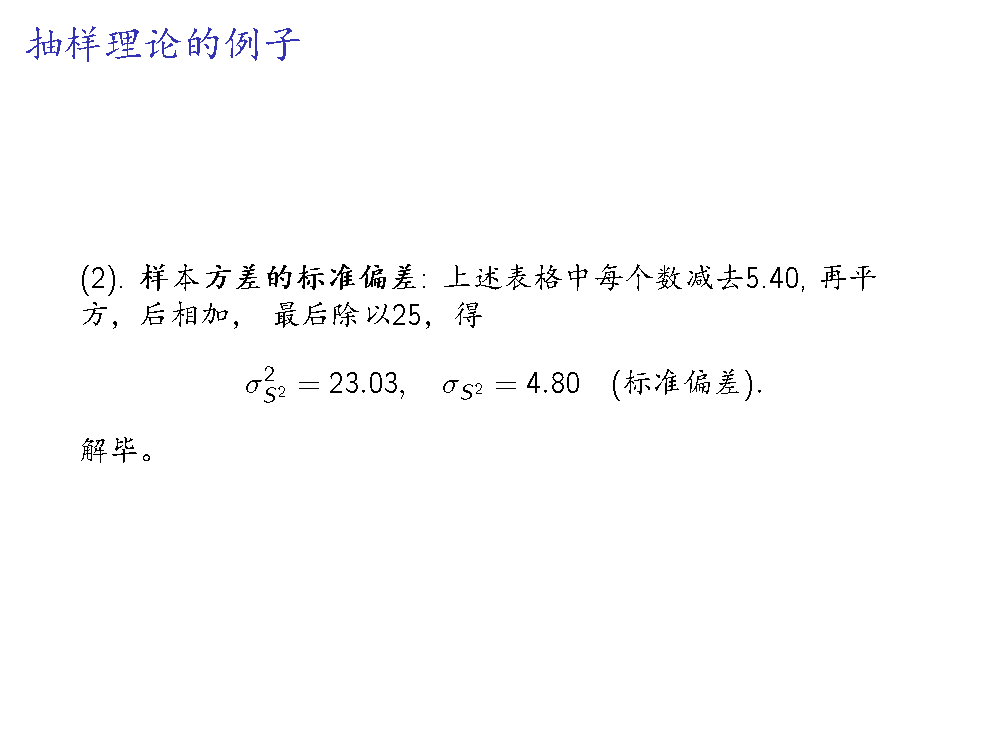 抽样理论的例子
(2). 样本方差的标准偏差: 上述表格中每个数减去5.40, 再平
方，后相加， 最后除以25，得
σ²_{S²} = 23.03, σ_{S²} = 4.80 (标准偏差).
解毕。